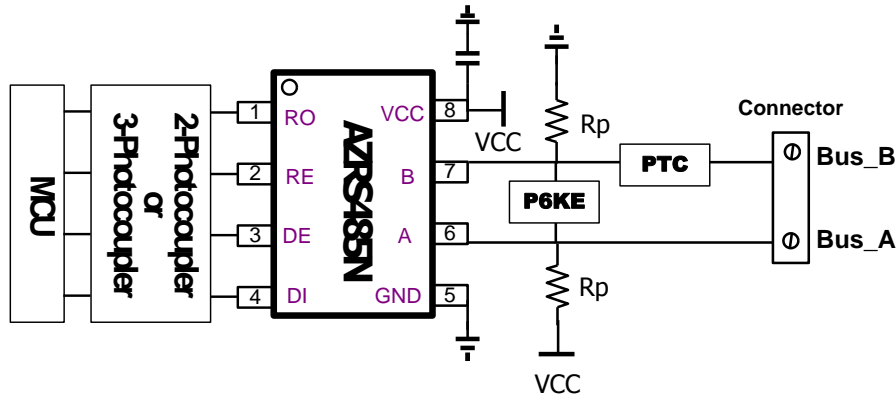 MCU
2-Photocoupler
or
3-Photocoupler
AZRS485N
1
RO
2
RE
3
DE
4
DI
VCC
8
B
7
A
6
GND
5
VCC
Rp
P6KE
Rp
VCC
PTC
Connector
Bus_B
Bus_A